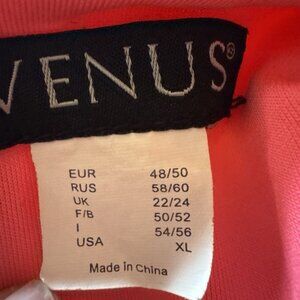 VENUS®
EUR 48/50
RUS 58/60
UK 22/24
F/B 50/52
I 54/56
USA XL
Made in China